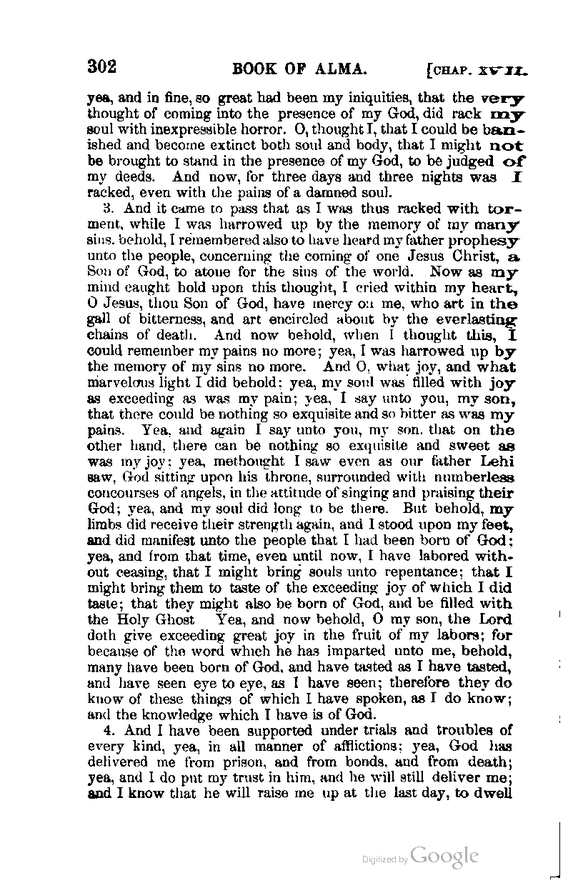 302 BOOK OF ALMA. [CHAP. XVII.
yea, and in fine, so great had been my iniquities, that the very
thought of coming into the presence of my God, did rack my
soul with inexpressible horror. O, thought I, that I could be ban-
ished and become extinct both soul and body, that I might not
be brought to stand in the presence of my God, to be judged of
my deeds. And now, for three days and three nights was I
racked, even with the pains of a damned soul.
3. And it came to pass that as I was thus racked with tor-
ment, while I was harrowed up by the memory of my many
sins, behold, I remembered also to have heard my father prophesy
unto the people, concerning the coming of one Jesus Christ, a
Son of God, to atone for the sins of the world. Now as my
mind caught hold upon this thought, I cried within my heart,
O Jesus, thou Son of God, have mercy on me, who art in the
gall of bitterness, and art encircled about by the everlasting
chains of death. And now behold, when I thought this, I
could remember my pains no more; yea, I was harrowed up by
the memory of my sins no more. And O, what joy, and what
marvelous light I did behold; yea, my soul was filled with joy
as exceeding as was my pain; yea, I say unto you, my son,
that there could be nothing so exquisite and so bitter as was my
pains. Yea, and again I say unto you, my son, that on the
other hand, there can be nothing so exquisite and sweet as
was my joy; yea, methought I saw even as our father Lehi
saw, God sitting upon his throne, surrounded with numberless
concourses of angels, in the attitude of singing and praising their
God; yea, and my soul did long to be there. But behold, my
limbs did receive their strength again, and I stood upon my feet,
and did manifest unto the people that I had been born of God;
yea, and from that time, even until now, I have labored with-
out ceasing, that I might bring souls unto repentance; that I
might bring them to taste of the exceeding joy of which I did
taste; that they might also be born of God, and be filled with
the Holy Ghost Yea, and now behold, O my son, the Lord
doth give exceeding great joy in the fruit of my labors; for
because of the word which he has imparted unto me, behold,
many have been born of God, and have tasted as I have tasted,
and have seen eye to eye, as I have seen; therefore they do
know of these things of which I have spoken, as I do know;
and the knowledge which I have is of God.
4. And I have been supported under trials and troubles of
every kind, yea, in all manner of afflictions; yea, God has
delivered me from prison, and from bonds, and from death;
yea, and I do put my trust in him, and he will still deliver me;
and I know that he will raise me up at the last day, to dwell
Digitized by Google